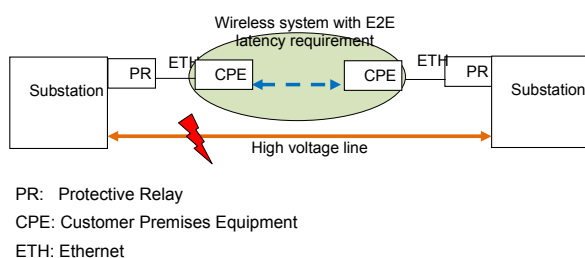 Wireless system with E2E
latency requirement
ETH
ETH
PR
CPE
CPE
PR
Substation
Substation
High voltage line
PR: Protective Relay
CPE: Customer Premises Equipment
ETH: Ethernet